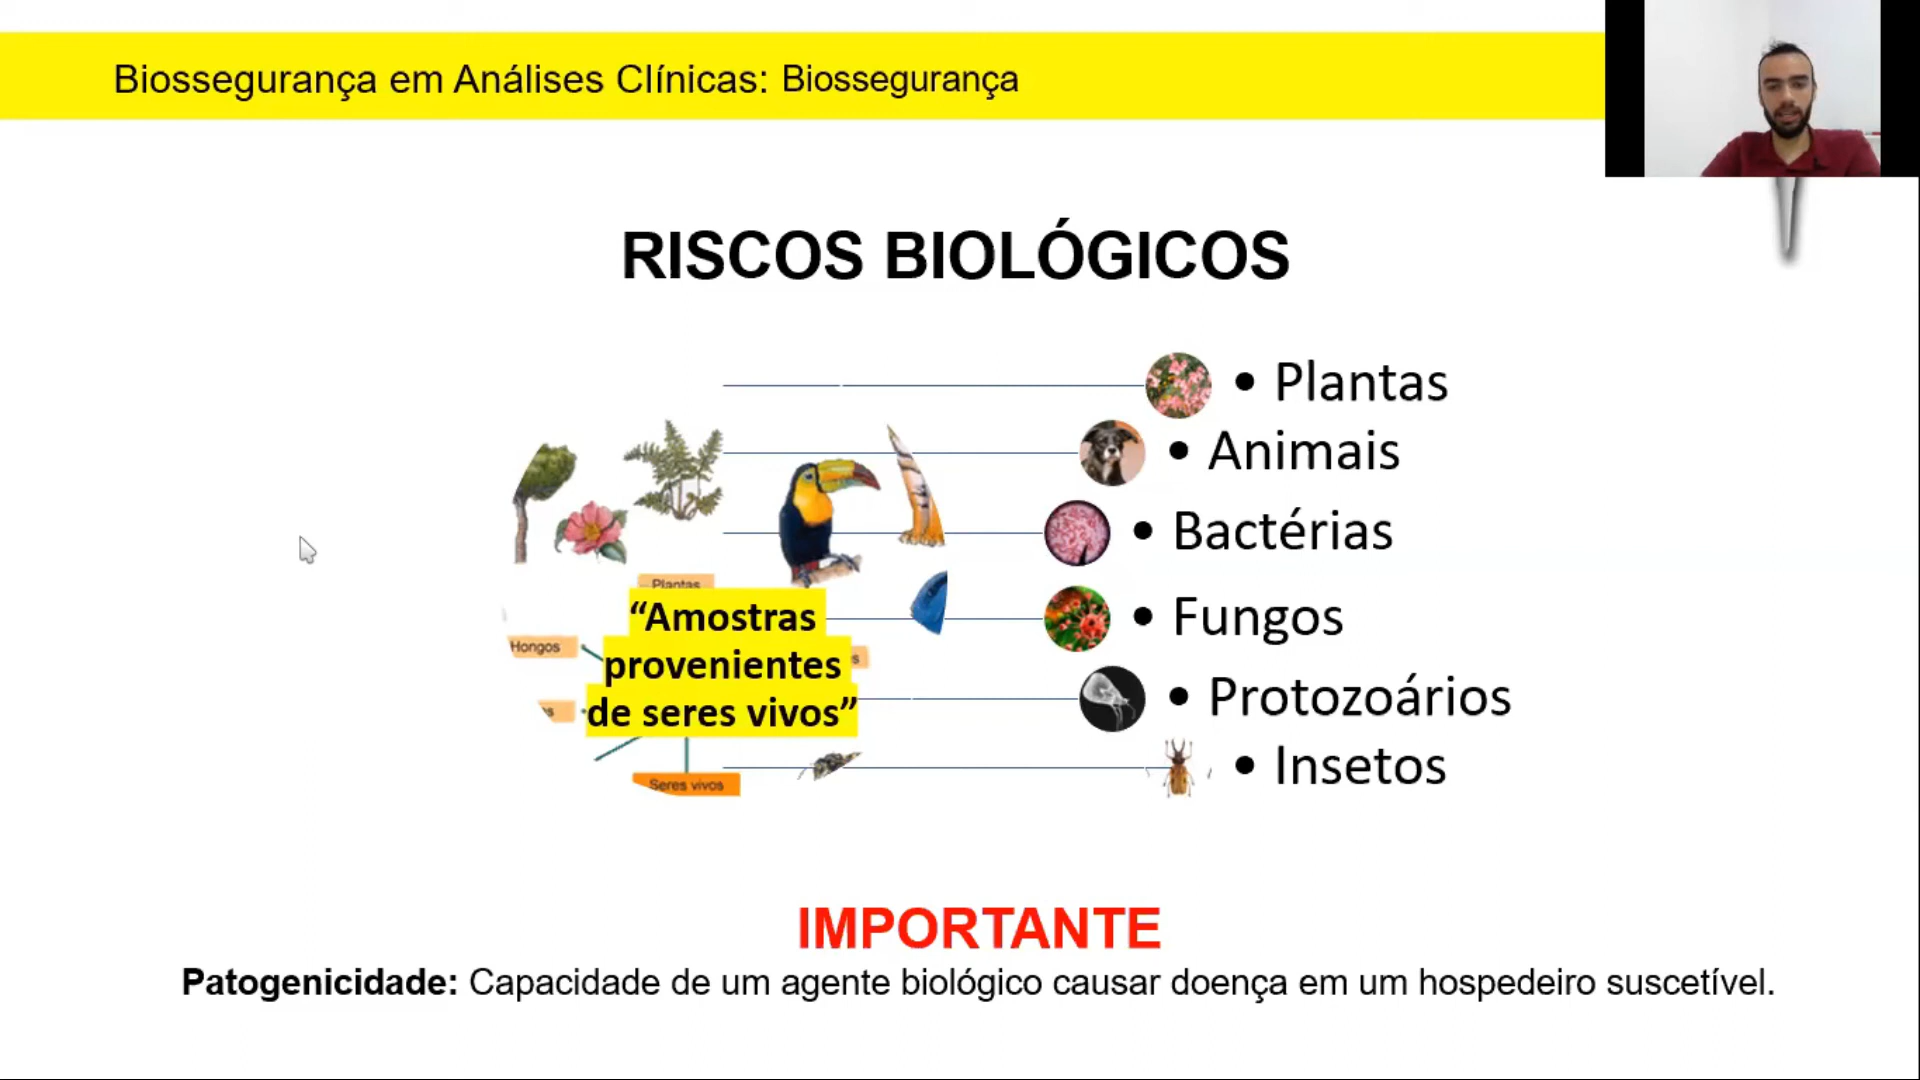 Biossegurança em Análises Clínicas: Biossegurança
RISCOS BIOLÓGICOS
• Plantas
• Animais
• Bactérias
• Fungos
• Protozoários
• Insetos
Plantas
Hongos
“Amostras
provenientes
de seres vivos”
Seres vivos
IMPORTANTE
Patogenicidade: Capacidade de um agente biológico causar doença em um hospedeiro suscetível.